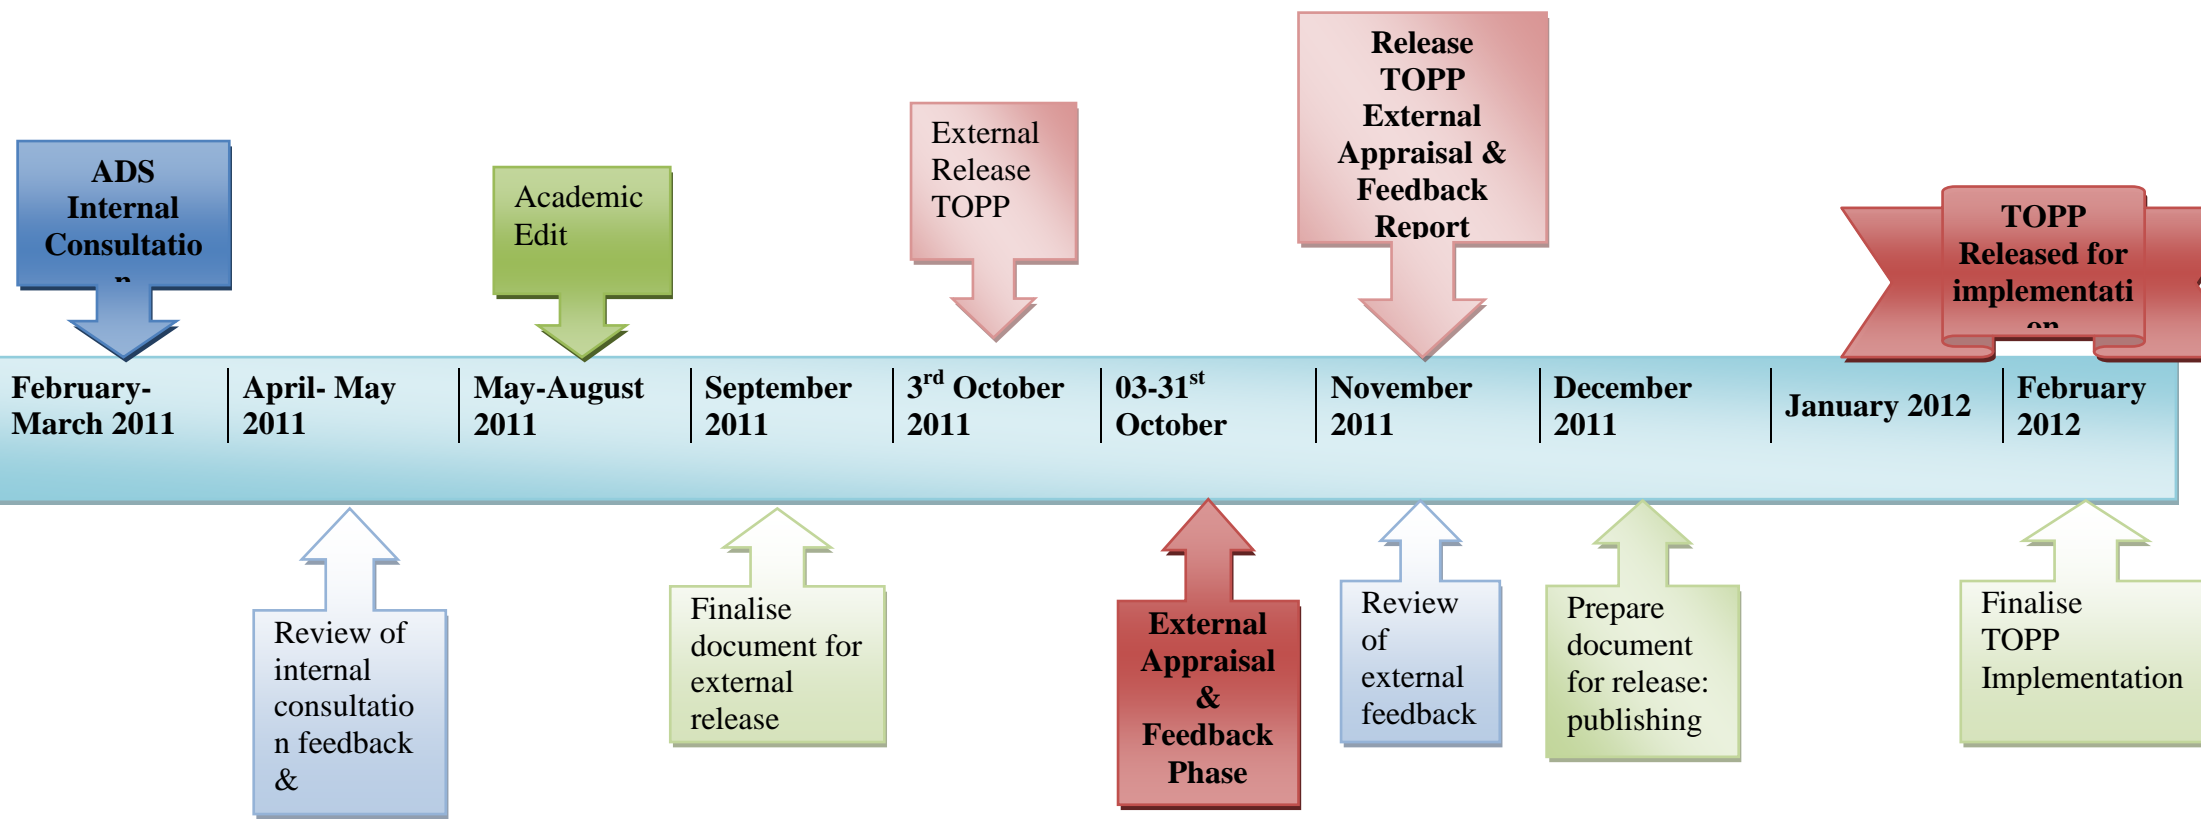 ADS
Internal
Consultatio
n
Academic
Edit
External
Release
TOPP
Release
TOPP
External
Appraisal &
Feedback
Report
TOPP
Released for
implementati
on
February-
March 2011
April- May
2011
May-August
2011
September
2011
3rd October
2011
03-31st
October
November
2011
December
2011
January 2012
February
2012
Review of
internal
consultatio
n feedback
&
Finalise
document for
external
release
External
Appraisal
&
Feedback
Phase
Review
of
external
feedback
Prepare
document
for release:
publishing
Finalise
TOPP
Implementation